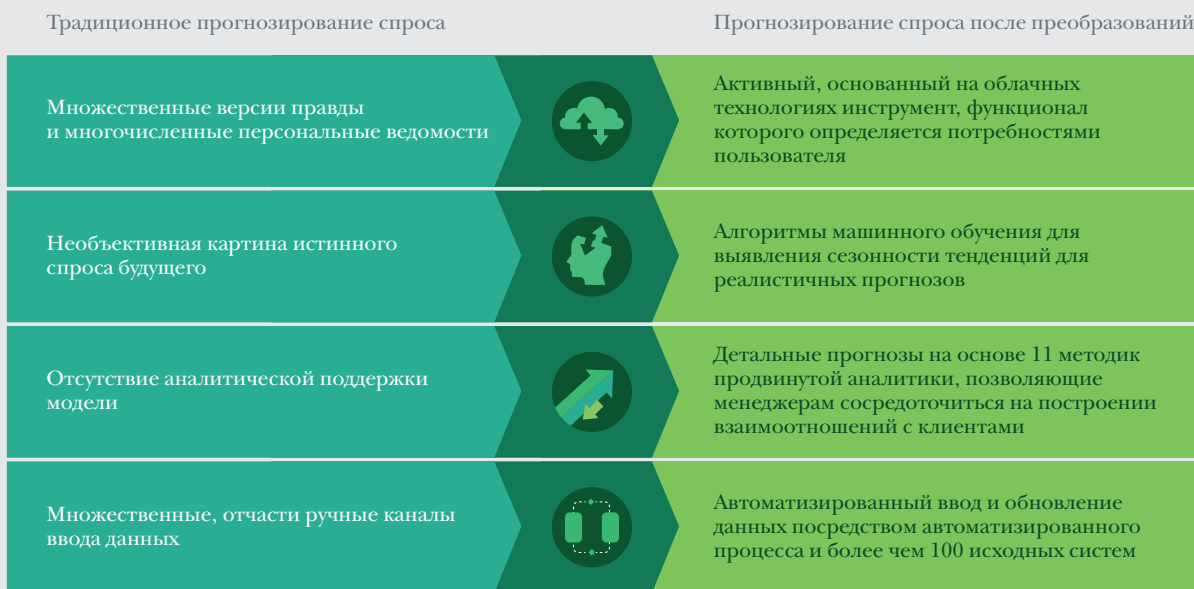 Традиционное прогнозирование спроса
Прогнозирование спроса после преобразований
Множественные версии правды
и многочисленные персональные ведомости
Активный, основанный на облачных
технологиях инструмент, функционал
которого определяется потребностями
пользователя
Необъективная картина истинного
спроса будущего
Алгоритмы машинного обучения для
выявления сезонности тенденций для
реалистичных прогнозов
Отсутствие аналитической поддержки
модели
Детальные прогнозы на основе 11 методик
продвинутой аналитики, позволяющие
менеджерам сосредоточиться на построении
взаимоотношений с клиентами
Множественные, отчасти ручные каналы
ввода данных
Автоматизированный ввод и обновление
данных посредством автоматизированного
процесса и более чем 100 исходных систем